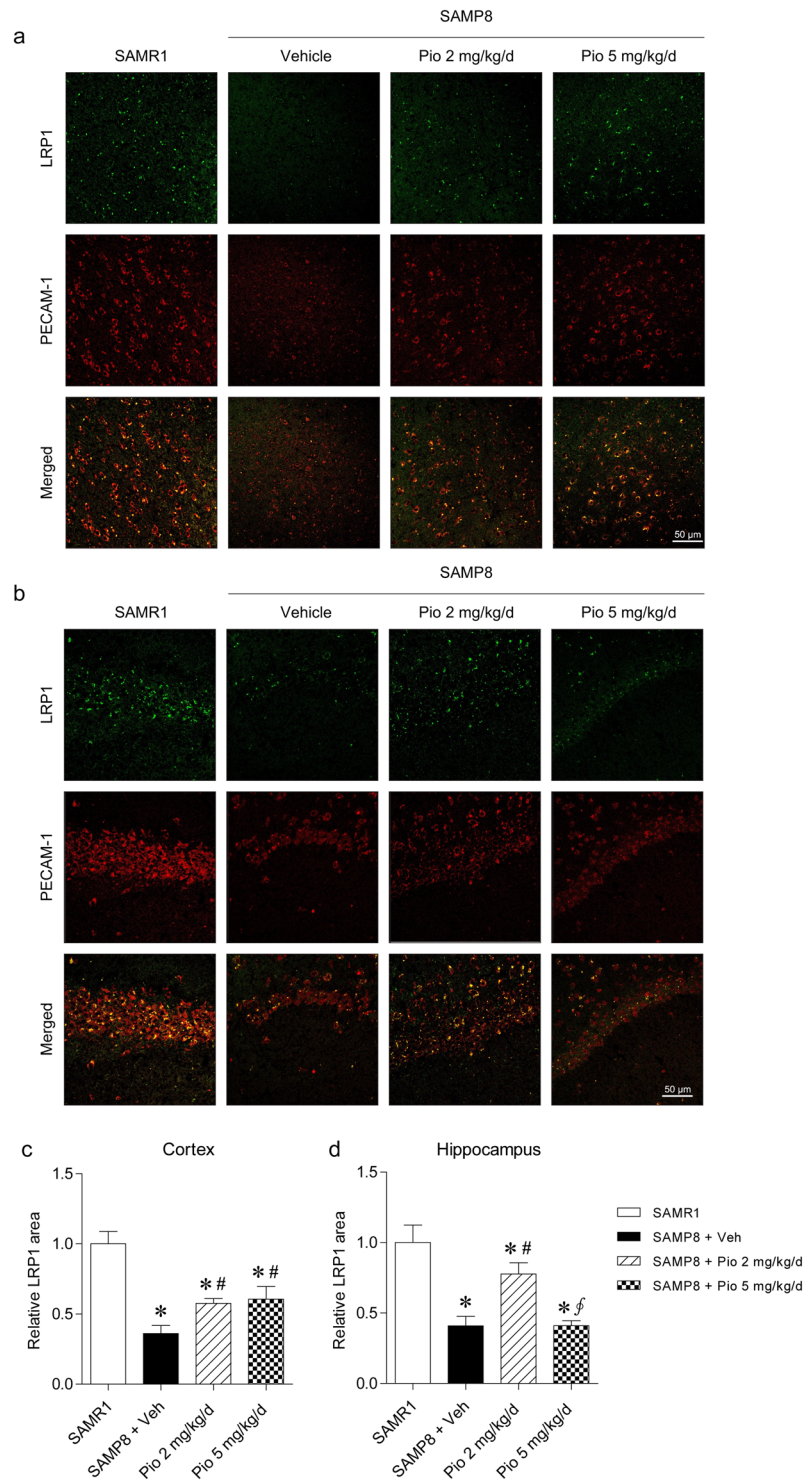 SAMP8
a
SAMR1 Vehicle Pio 2 mg/kg/d Pio 5 mg/kg/d
LRP1
PECAM-1
Merged
50 µm
SAMP8
b
SAMR1 Vehicle Pio 2 mg/kg/d Pio 5 mg/kg/d
LRP1
PECAM-1
Merged
50 µm
c Cortex
Relative LRP1 area
1.5
1.0
0.5
0.0
*
* #
* #
SAMR1
SAMP8 + Veh
Pio 2 mg/kg/d
Pio 5 mg/kg/d
d Hippocampus
Relative LRP1 area
1.5
1.0
0.5
0.0
*
* #
* ∮
SAMR1
SAMP8 + Veh
Pio 2 mg/kg/d
Pio 5 mg/kg/d
SAMR1
SAMP8 + Veh
SAMP8 + Pio 2 mg/kg/d
SAMP8 + Pio 5 mg/kg/d